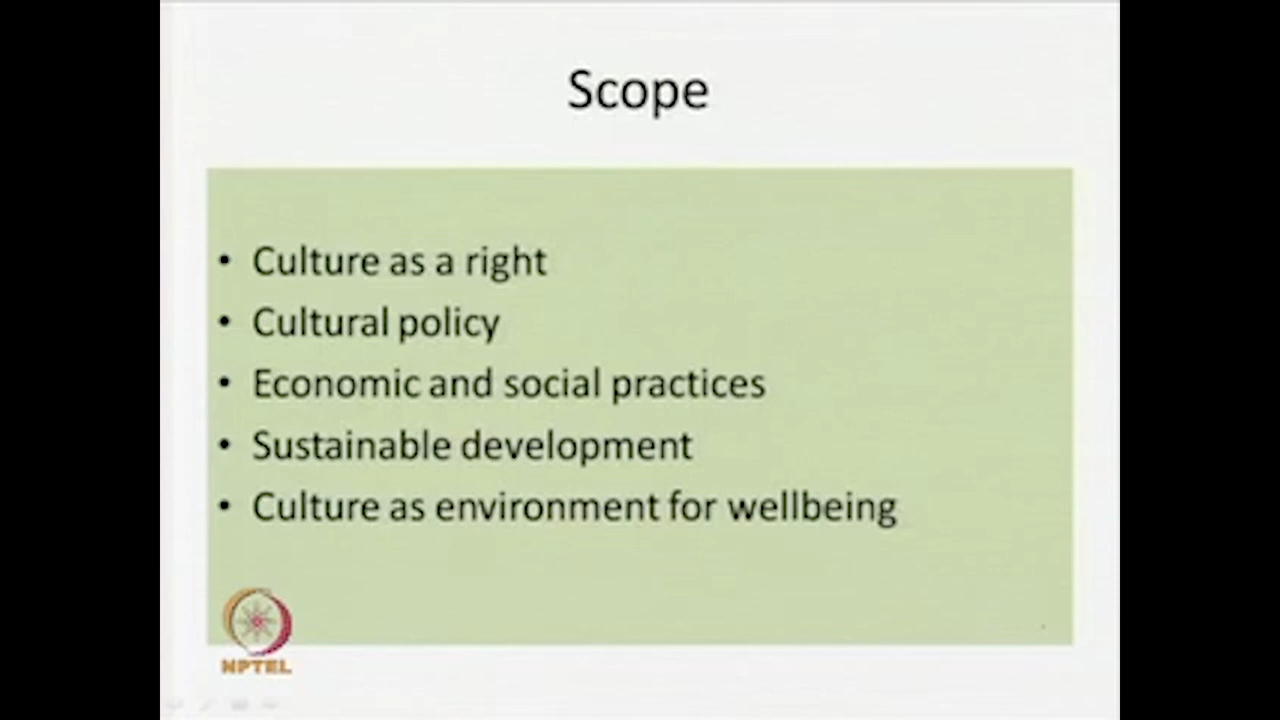 Scope
• Culture as a right
• Cultural policy
• Economic and social practices
• Sustainable development
• Culture as environment for wellbeing
NPTEL